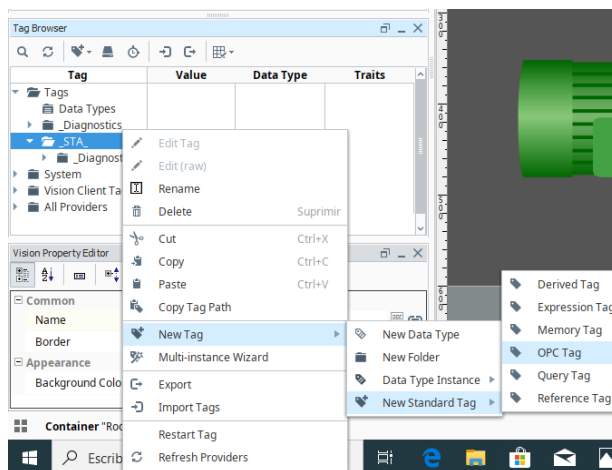 Tag Browser
Tag Value Data Type Traits
Tags
Data Types
_Diagnostics
_STA_
_Diagnost
System
Vision Client Ta
All Providers
Edit Tag
Edit (raw)
Rename
Delete Suprimir
Cut Ctrl+X
Copy Ctrl+C
Paste Ctrl+V
Copy Tag Path
New Tag
Multi-instance Wizard
Export
Import Tags
Restart Tag
Refresh Providers
New Data Type
New Folder
Data Type Instance
New Standard Tag
Derived Tag
Expression Tag
Memory Tag
OPC Tag
Query Tag
Reference Tag
Vision Property Editor
Common
Name
Border
Appearance
Background Colo
Container "Roo
Escrib
400
500
600